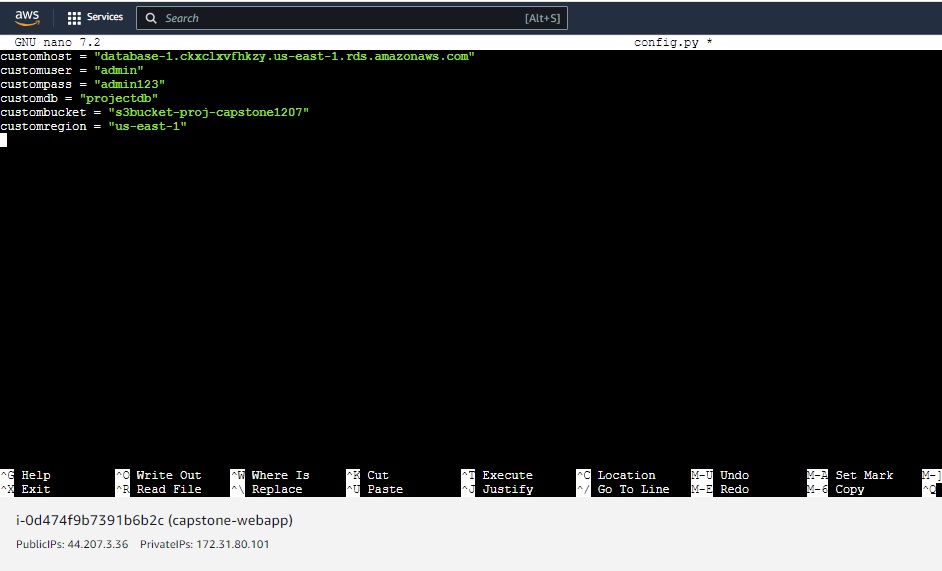 aws Services Search [Alt+S]
GNU nano 7.2 config.py *
customhost = "database-1.ckxclxvfhkzy.us-east-1.rds.amazonaws.com"
customuser = "admin"
custompass = "admin123"
customdb = "projectdb"
custombucket = "s3bucket-proj-capstone1207"
customregion = "us-east-1"
^G Help ^O Write Out ^W Where Is ^K Cut ^T Execute ^C Location M-U Undo M-A Set Mark M-]
^X Exit ^R Read File ^\ Replace ^U Paste ^J Justify ^/ Go To Line M-E Redo M-6 Copy ^Q
i-0d474f9b7391b6b2c (capstone-webapp)
PublicIPs: 44.207.3.36 PrivateIPs: 172.31.80.101